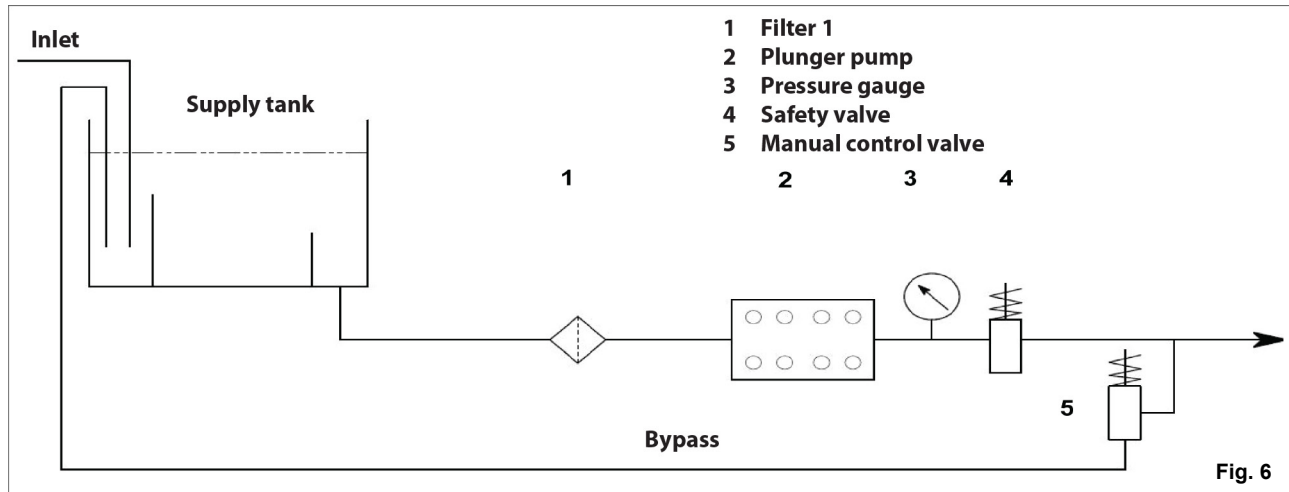 Inlet
Supply tank
1 Filter 1
2 Plunger pump
3 Pressure gauge
4 Safety valve
5 Manual control valve
1
2
3
4
5
Bypass
Fig. 6